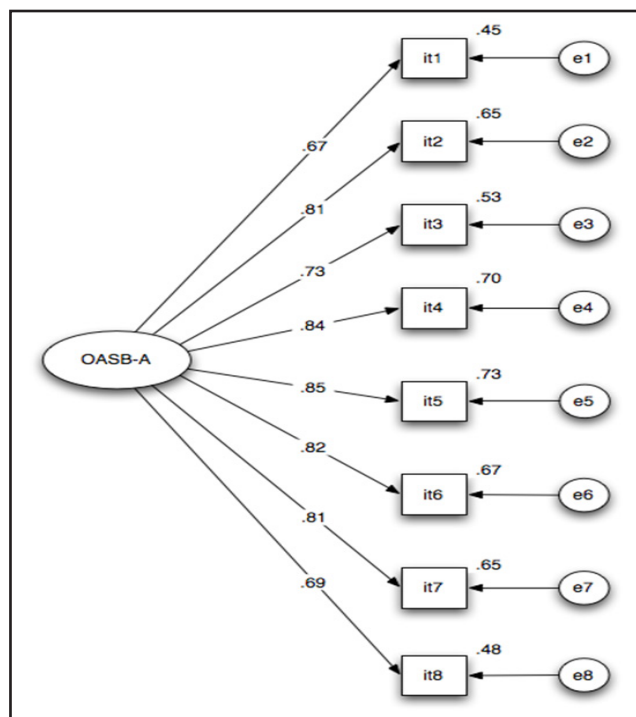 .45
it1
e1
.67
.65
it2
e2
.81
.53
it3
e3
.73
.70
it4
e4
.84
OASB-A
.73
it5
e5
.85
.67
it6
e6
.82
.65
it7
e7
.81
.48
it8
e8
.69